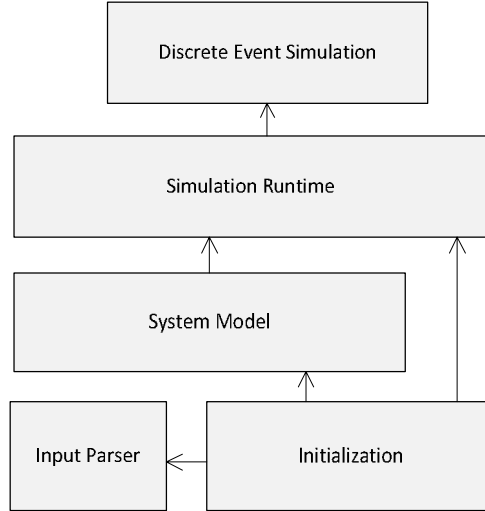 Discrete Event Simulation
Simulation Runtime
System Model
Input Parser
Initialization